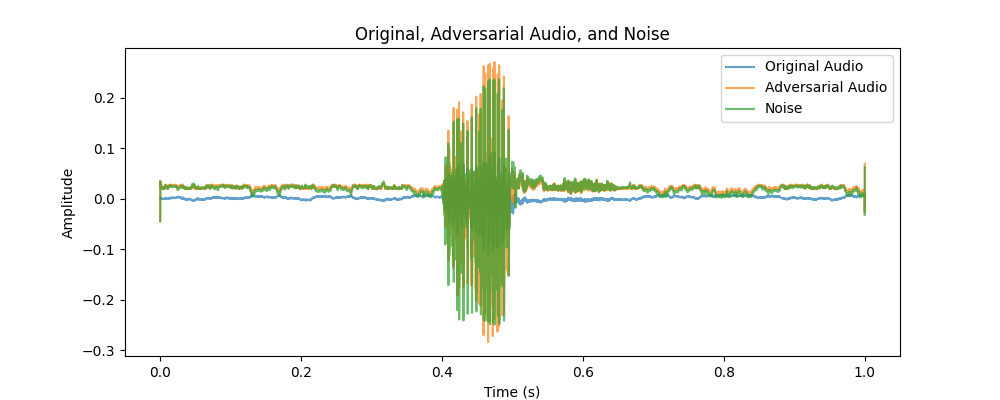 Original, Adversarial Audio, and Noise
Original Audio
Adversarial Audio
Noise
Amplitude
0.2
0.1
0.0
−0.1
−0.2
−0.3
0.0 0.2 0.4 0.6 0.8 1.0
Time (s)